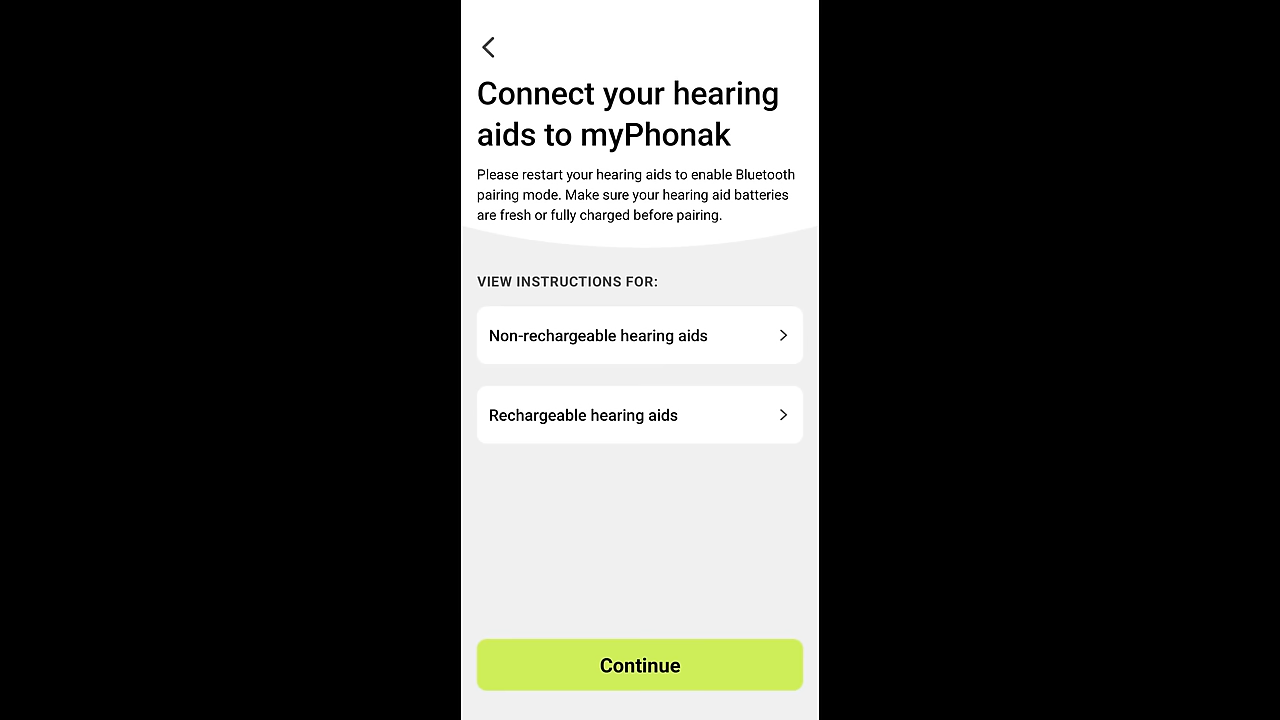 Connect your hearing
aids to myPhonak
Please restart your hearing aids to enable Bluetooth
pairing mode. Make sure your hearing aid batteries
are fresh or fully charged before pairing.
VIEW INSTRUCTIONS FOR:
Non-rechargeable hearing aids
Rechargeable hearing aids
Continue